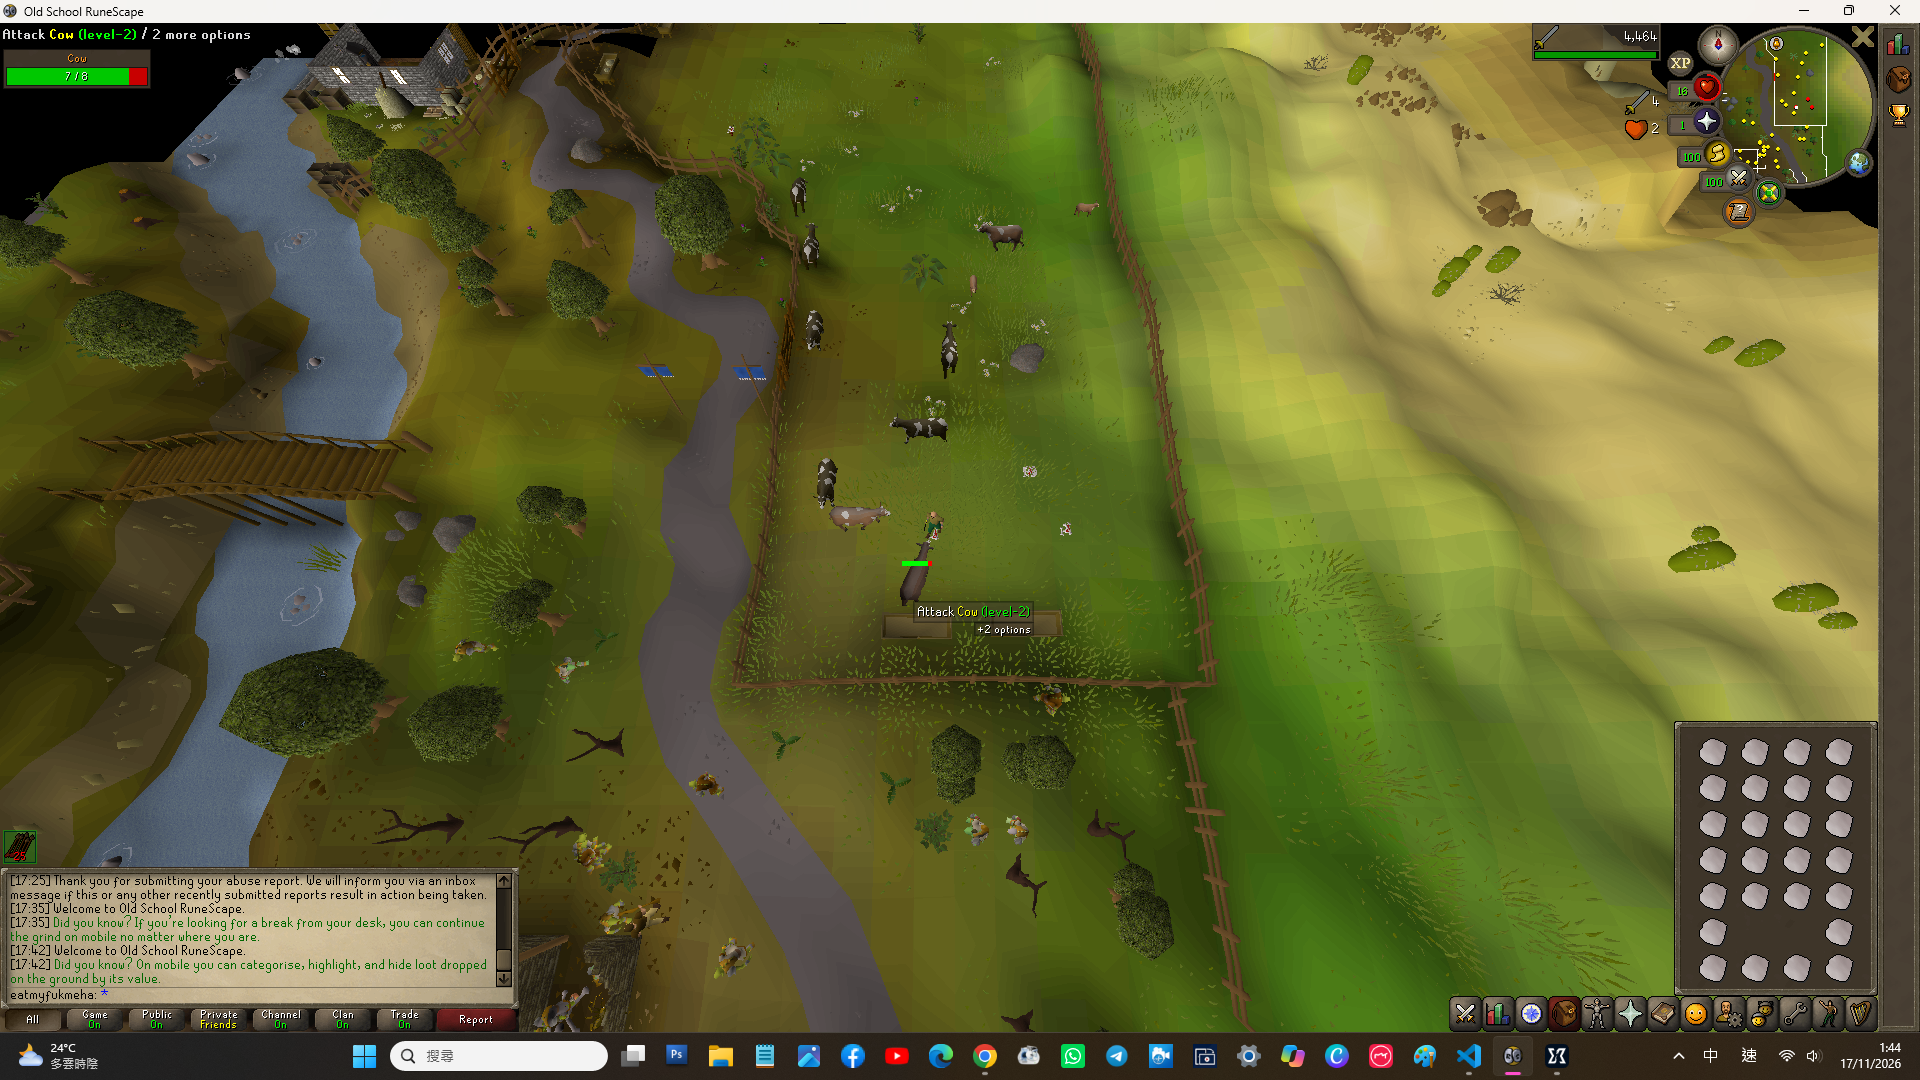 Old School RuneScape
Attack Cow (level-2) / 2 more options
Cow
7 / 8
4,464
XP
16
4
2
1
100
100
Attack Cow (level-2)
+2 options
[17:25] Thank you for submitting your abuse report. We will inform you via an inbox
message if this or any other recently submitted reports result in action being taken.
[17:35] Welcome to Old School RuneScape.
[17:35] Did you know? If you're looking for a break from your desk, you can continue
the grind on mobile no matter where you are.
[17:42] Welcome to Old School RuneScape.
[17:42] Did you know? On mobile you can categorise, highlight, and hide loot dropped
on the ground by its value.
eatmyfukmeha: *
All
Game
On
Public
On
Private
Friends
Channel
On
Clan
On
Trade
On
Report
24°C
多雲時陰
搜尋
Ps
中
速
1:44
17/11/2026